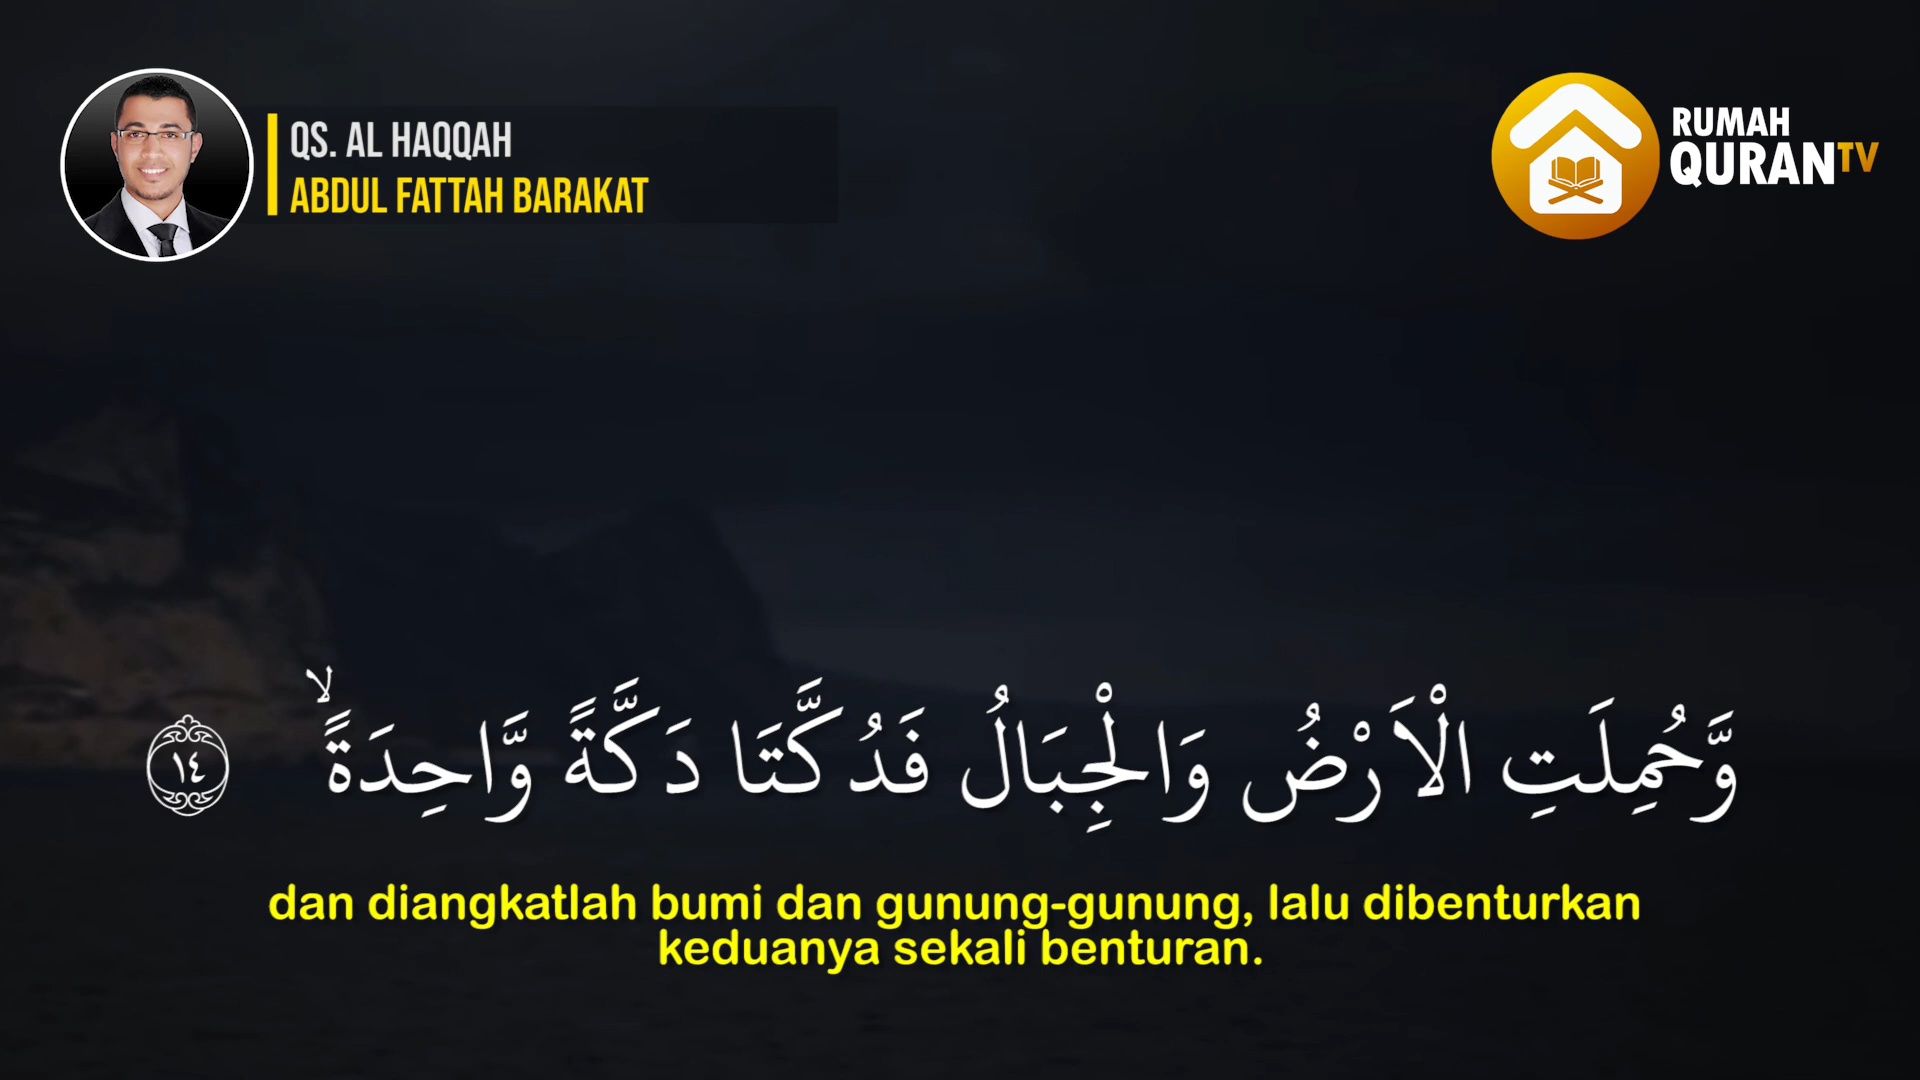 QS. AL HAQQAH
ABDUL FATTAH BARAKAT
RUMAH
QURANTV
وَّحُمِلَتِ الْاَرْضُ وَالْجِبَالُ فَدُكَّتَا دَكَّةً وَّاحِدَةًۙ ١٤
dan diangkatlah bumi dan gunung-gunung, lalu dibenturkan
keduanya sekali benturan.